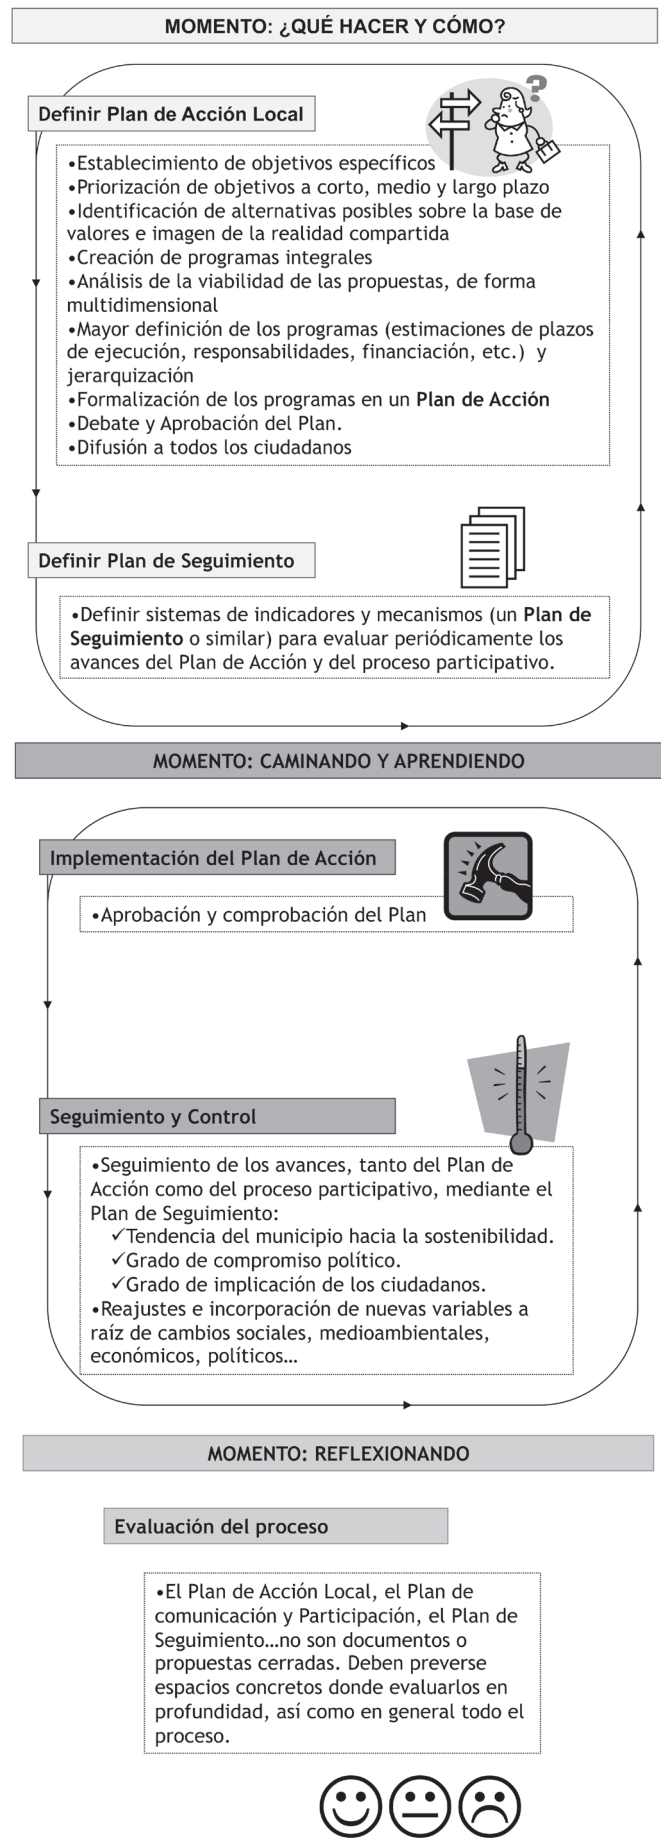 MOMENTO: ¿QUÉ HACER Y CÓMO?
Definir Plan de Acción Local
?
•Establecimiento de objetivos específicos
•Priorización de objetivos a corto, medio y largo plazo
•Identificación de alternativas posibles sobre la base de
valores e imagen de la realidad compartida
•Creación de programas integrales
•Análisis de la viabilidad de las propuestas, de forma
multidimensional
•Mayor definición de los programas (estimaciones de plazos
de ejecución, responsabilidades, financiación, etc.) y
jerarquización
•Formalización de los programas en un Plan de Acción
•Debate y Aprobación del Plan.
•Difusión a todos los ciudadanos
Definir Plan de Seguimiento
•Definir sistemas de indicadores y mecanismos (un Plan de
Seguimiento o similar) para evaluar periódicamente los
avances del Plan de Acción y del proceso participativo.
MOMENTO: CAMINANDO Y APRENDIENDO
Implementación del Plan de Acción
•Aprobación y comprobación del Plan
Seguimiento y Control
•Seguimiento de los avances, tanto del Plan de
Acción como del proceso participativo, mediante el
Plan de Seguimiento:
✓Tendencia del municipio hacia la sostenibilidad.
✓Grado de compromiso político.
✓Grado de implicación de los ciudadanos.
•Reajustes e incorporación de nuevas variables a
raíz de cambios sociales, medioambientales,
económicos, políticos…
MOMENTO: REFLEXIONANDO
Evaluación del proceso
•El Plan de Acción Local, el Plan de
comunicación y Participación, el Plan de
Seguimiento…no son documentos o
propuestas cerradas. Deben preverse
espacios concretos donde evaluarlos en
profundidad, así como en general todo el
proceso.